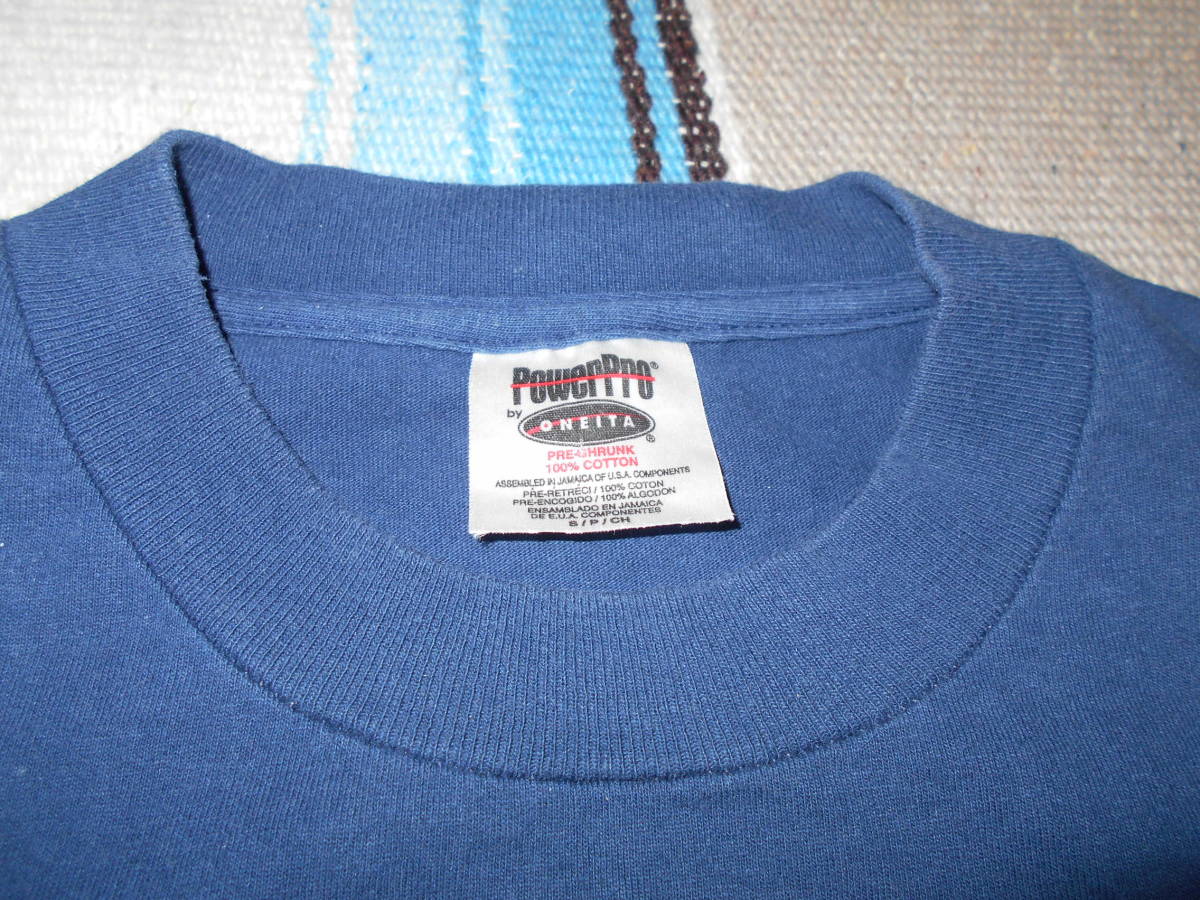 PowerPro®
by ONEITA®
PRE-SHRUNK
100% COTTON
ASSEMBLED IN JAMAICA OF U.S.A. COMPONENTS
PRE-RETRECI / 100% COTON
PRE-ENCOGIDO / 100% ALGODON
ENSAMBLADO EN JAMAICA
DE E.U.A. COMPONENTES
S / P / CH